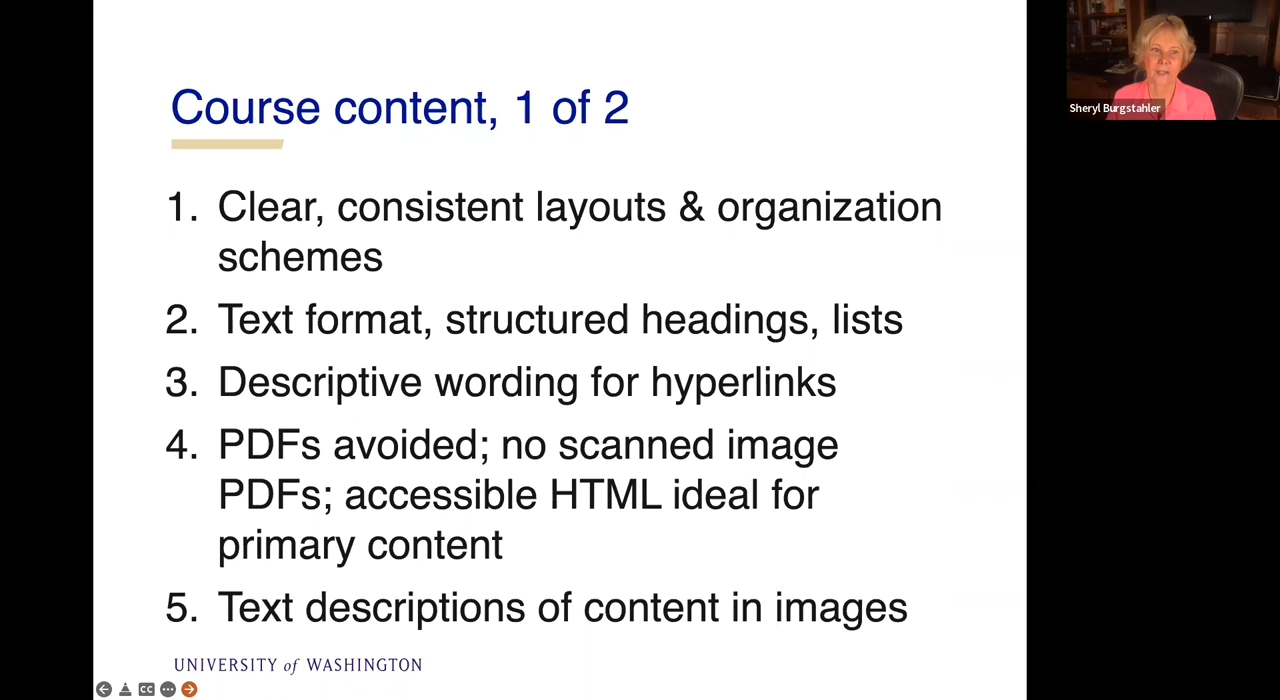 Course content, 1 of 2
1. Clear, consistent layouts & organization
schemes
2. Text format, structured headings, lists
3. Descriptive wording for hyperlinks
4. PDFs avoided; no scanned image
PDFs; accessible HTML ideal for
primary content
5. Text descriptions of content in images
UNIVERSITY of WASHINGTON
CC
Sheryl Burgstahler